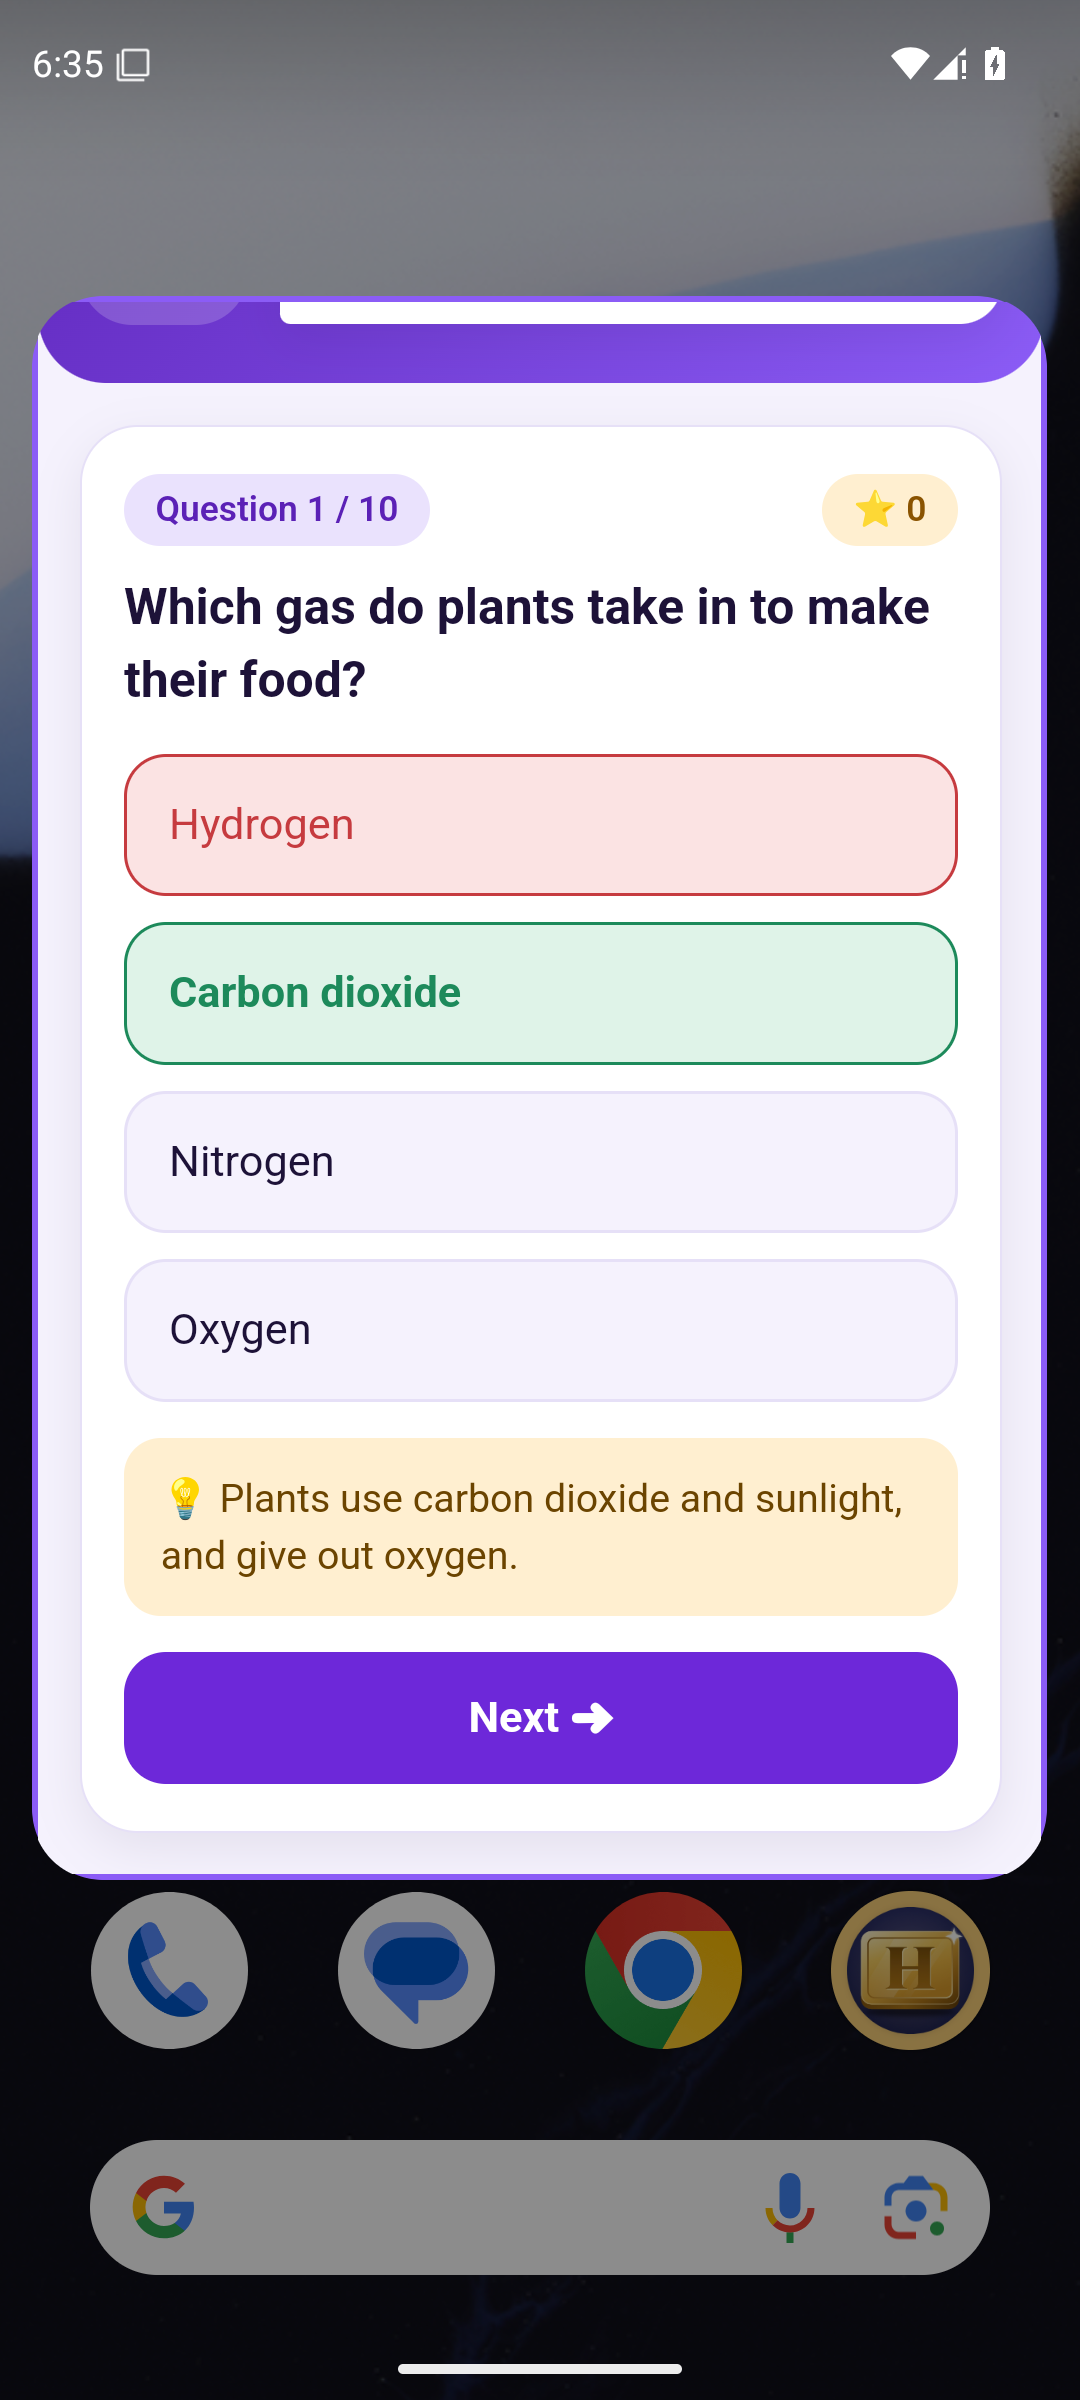 6:35
Question 1 / 10
⭐ 0
Which gas do plants take in to make
their food?
Hydrogen
Carbon dioxide
Nitrogen
Oxygen
💡 Plants use carbon dioxide and sunlight,
and give out oxygen.
Next ➜
H